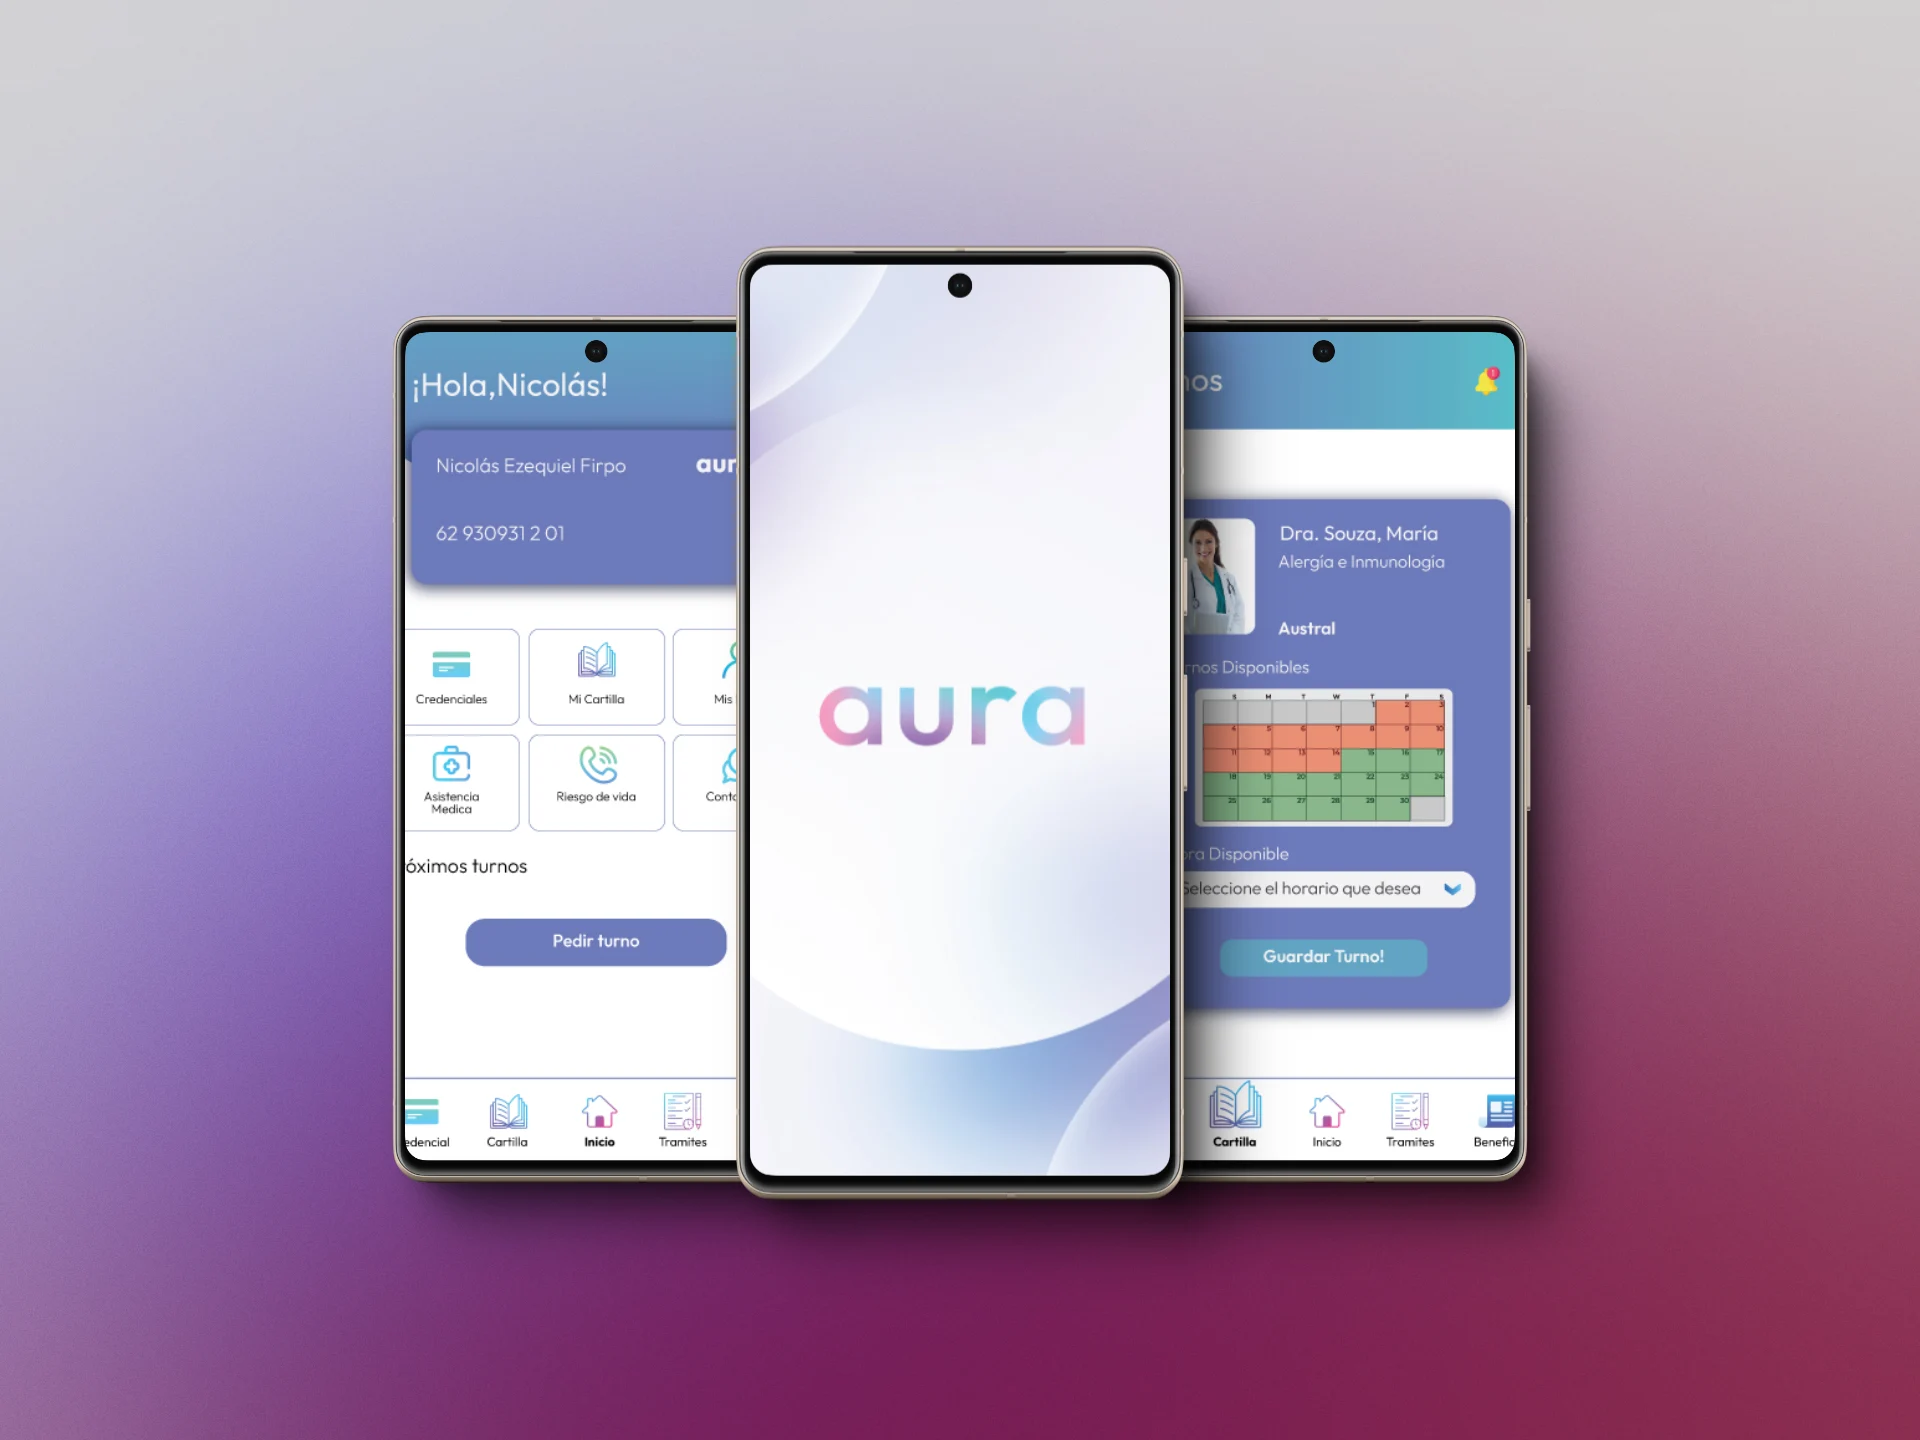 ¡Hola,Nicolás!
Nicolás Ezequiel Firpo
aur
62 930931 2 01
Credenciales
Mi Cartilla
Mis
Asistencia
Medica
Riesgo de vida
Conta
róximos turnos
Pedir turno
edencial
Cartilla
Inicio
Tramites
aura
nos
1
Dra. Souza, María
Alergía e Inmunología
Austral
rnos Disponibles
S M T W T F S
1 2 3
4 5 6 7 8 9 10
11 12 13 14 15 16 17
18 19 20 21 22 23 24
25 26 27 28 29 30
ora Disponible
Seleccione el horario que desea
Guardar Turno!
Cartilla
Inicio
Tramites
Benefic